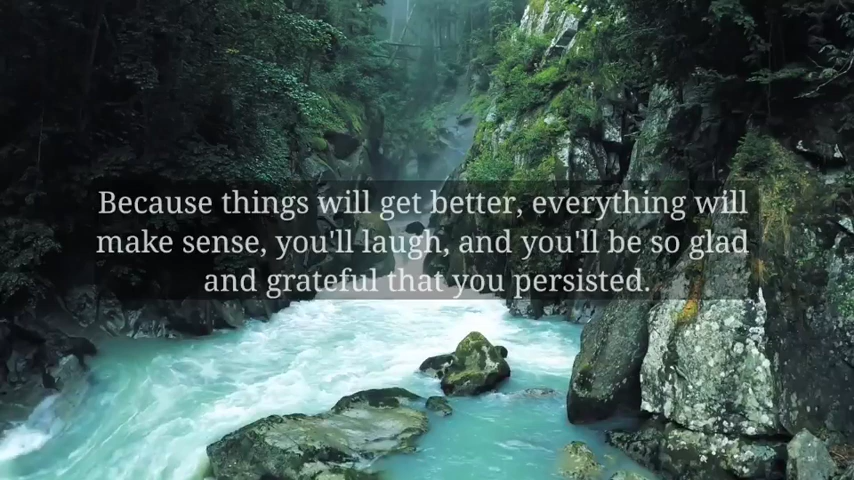 Because things will get better, everything will
make sense, you'll laugh, and you'll be so glad
and grateful that you persisted.